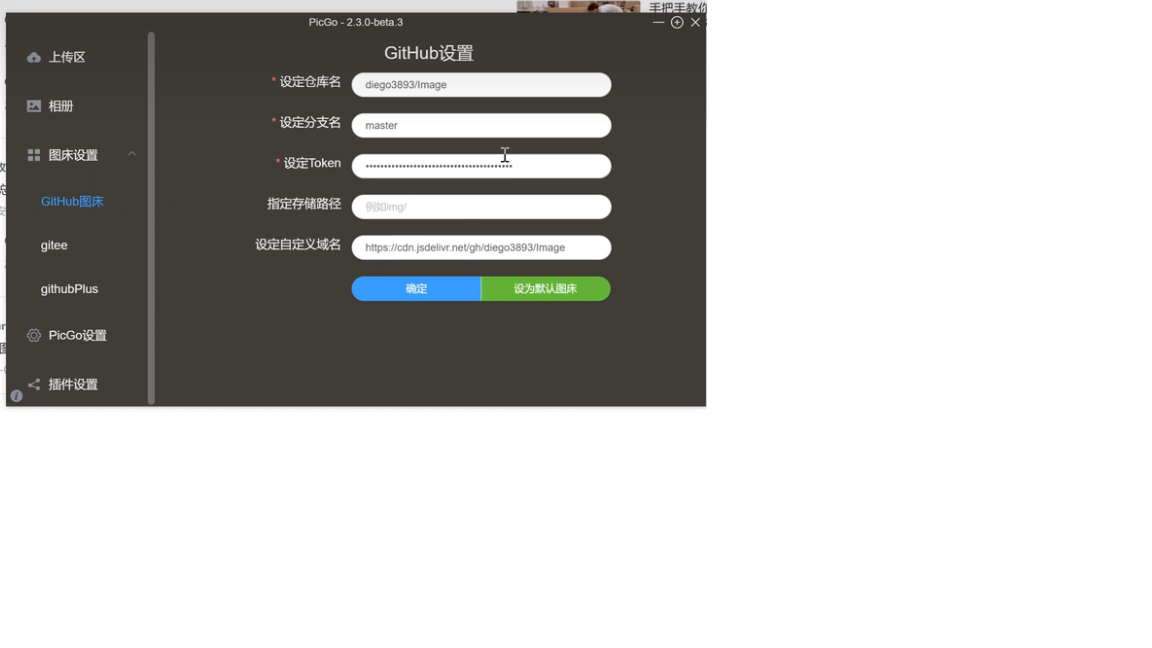 手把手教你
PicGo - 2.3.0-beta.3
上传区
相册
图床设置
GitHub图床
gitee
githubPlus
PicGo设置
插件设置
GitHub设置
* 设定仓库名
diego3893/Image
* 设定分支名
master
* 设定Token
指定存储路径
例如img/
设定自定义域名
https://cdn.jsdelivr.net/gh/diego3893/Image
确定
设为默认图床